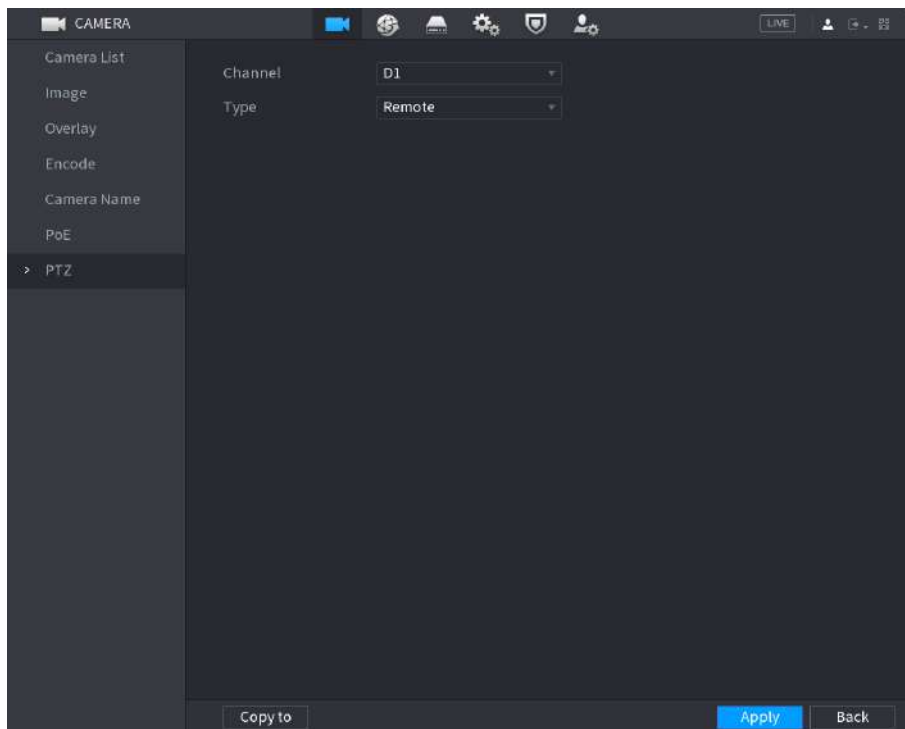 CAMERA
LIVE
Camera List
Image
Overlay
Encode
Camera Name
PoE
> PTZ
Channel D1
Type Remote
Copy to
Apply
Back